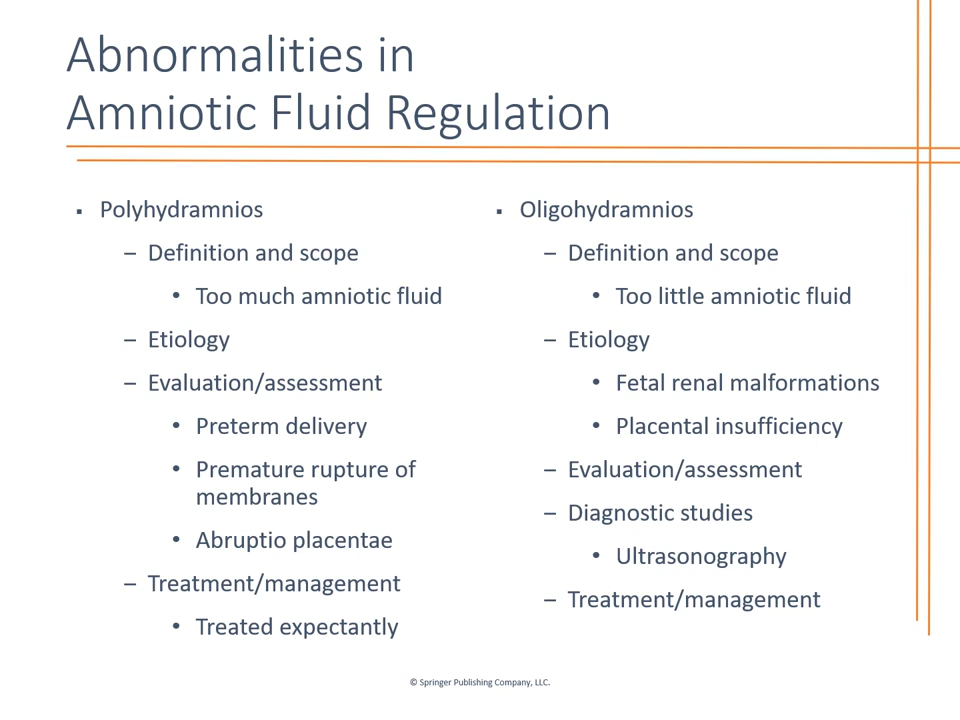 Abnormalities in
Amniotic Fluid Regulation
▪ Polyhydramnios
– Definition and scope
• Too much amniotic fluid
– Etiology
– Evaluation/assessment
• Preterm delivery
• Premature rupture of
membranes
• Abruptio placentae
– Treatment/management
• Treated expectantly
▪ Oligohydramnios
– Definition and scope
• Too little amniotic fluid
– Etiology
• Fetal renal malformations
• Placental insufficiency
– Evaluation/assessment
– Diagnostic studies
• Ultrasonography
– Treatment/management
© Springer Publishing Company, LLC.